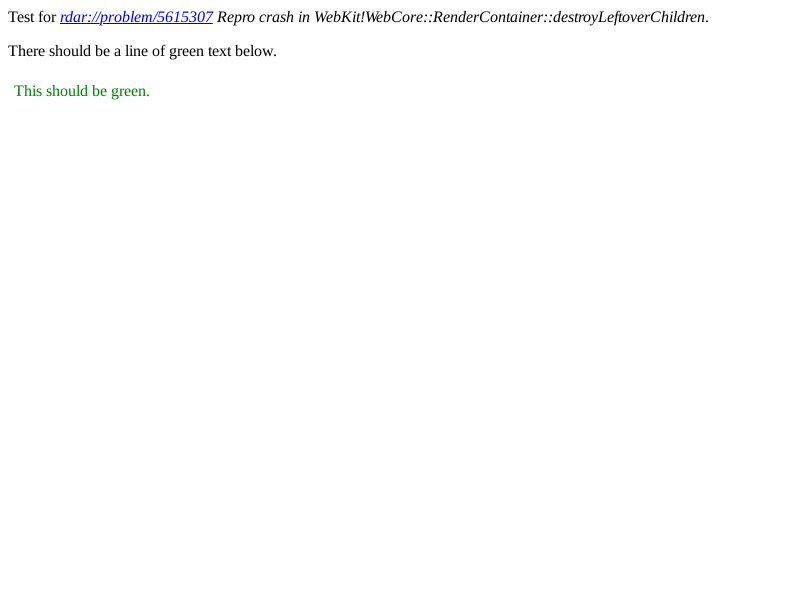 Test for rdar://problem/5615307 Repro crash in WebKit!WebCore::RenderContainer::destroyLeftoverChildren.
There should be a line of green text below.
This should be green.